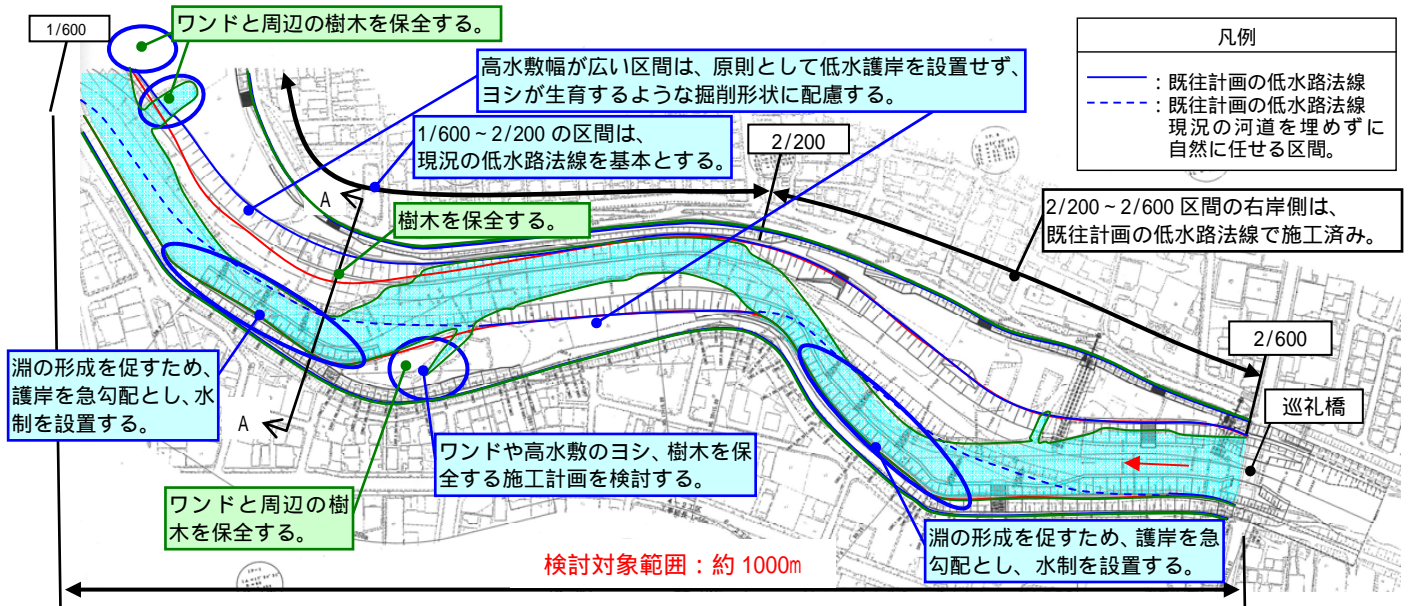 1/600
ワンドと周辺の樹木を保全する。
高水敷幅が広い区間は、原則として低水護岸を設置せず、
ヨシが生育するような掘削形状に配慮する。
1/600~2/200 の区間は、
現況の低水路法線を基本とする。
2/200
凡例
: 既往計画の低水路法線
: 既往計画の低水路法線
現況の河道を埋めずに
自然に任せる区間。
A
樹木を保全する。
2/200~2/600 区間の右岸側は、
既往計画の低水路法線で施工済み。
2/600
巡礼橋
淵の形成を促すため、
護岸を急勾配とし、水
制を設置する。
A
ワンドや高水敷のヨシ、樹木を保
全する施工計画を検討する。
ワンドと周辺の樹
木を保全する。
淵の形成を促すため、護岸を急
勾配とし、水制を設置する。
検討対象範囲：約 1000m